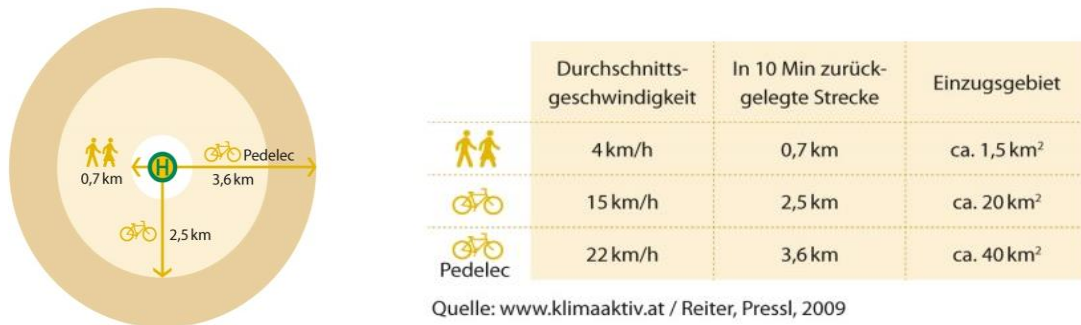 H
Pedelec
0,7 km
3,6 km
2,5 km
Durchschnitts-
geschwindigkeit
In 10 Min zurück-
gelegte Strecke
Einzugsgebiet
4 km/h
0,7 km
ca. 1,5 km²
15 km/h
2,5 km
ca. 20 km²
Pedelec
22 km/h
3,6 km
ca. 40 km²
Quelle: www.klimaaktiv.at / Reiter, Pressl, 2009